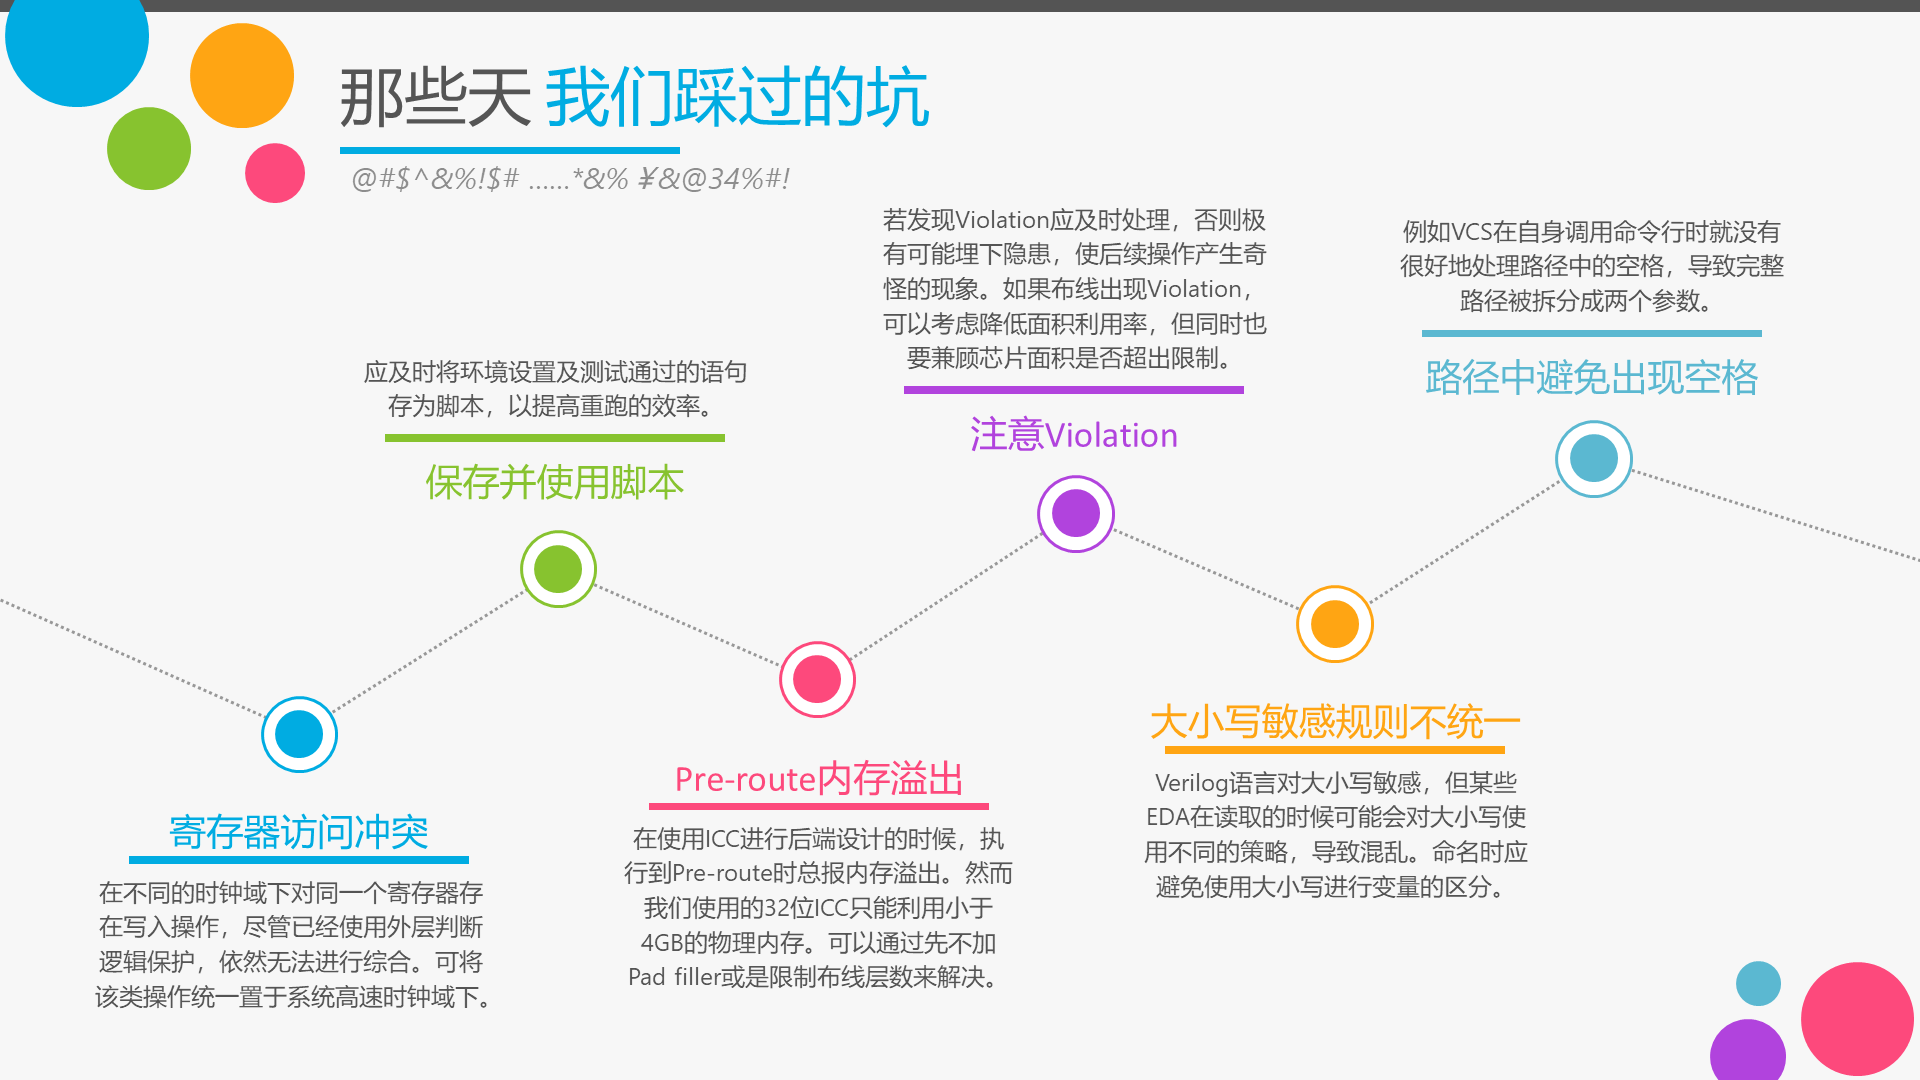 那些天 我们踩过的坑
@#$^&%!$# ……*&% ¥&@34%#!
寄存器访问冲突
在不同的时钟域下对同一个寄存器存
在写入操作，尽管已经使用外层判断
逻辑保护，依然无法进行综合。可将
该类操作统一置于系统高速时钟域下。
应及时将环境设置及测试通过的语句
存为脚本，以提高重跑的效率。
保存并使用脚本
Pre-route内存溢出
在使用ICC进行后端设计的时候，执
行到Pre-route时总报内存溢出。然而
我们使用的32位ICC只能利用小于
4GB的物理内存。可以通过先不加
Pad filler或是限制布线层数来解决。
若发现Violation应及时处理，否则极
有可能埋下隐患，使后续操作产生奇
怪的现象。如果布线出现Violation，
可以考虑降低面积利用率，但同时也
要兼顾芯片面积是否超出限制。
注意Violation
大小写敏感规则不统一
Verilog语言对大小写敏感，但某些
EDA在读取的时候可能会对大小写使
用不同的策略，导致混乱。命名时应
避免使用大小写进行变量的区分。
例如VCS在自身调用命令行时就没有
很好地处理路径中的空格，导致完整
路径被拆分成两个参数。
路径中避免出现空格